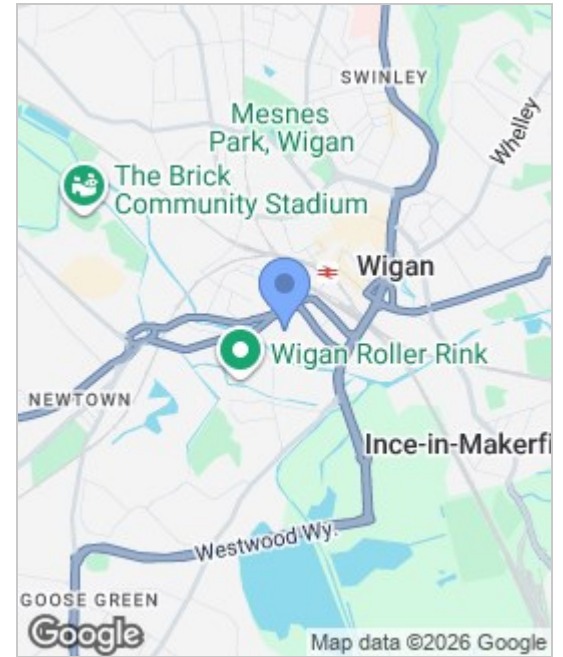 SWINLEY
Mesnes
Park, Wigan
Whelley
The Brick
Community Stadium
Wigan
Wigan Roller Rink
NEWTOWN
Ince-in-Makerfi
Westwood Wy.
GOOSE GREEN
Google
Map data ©2026 Google